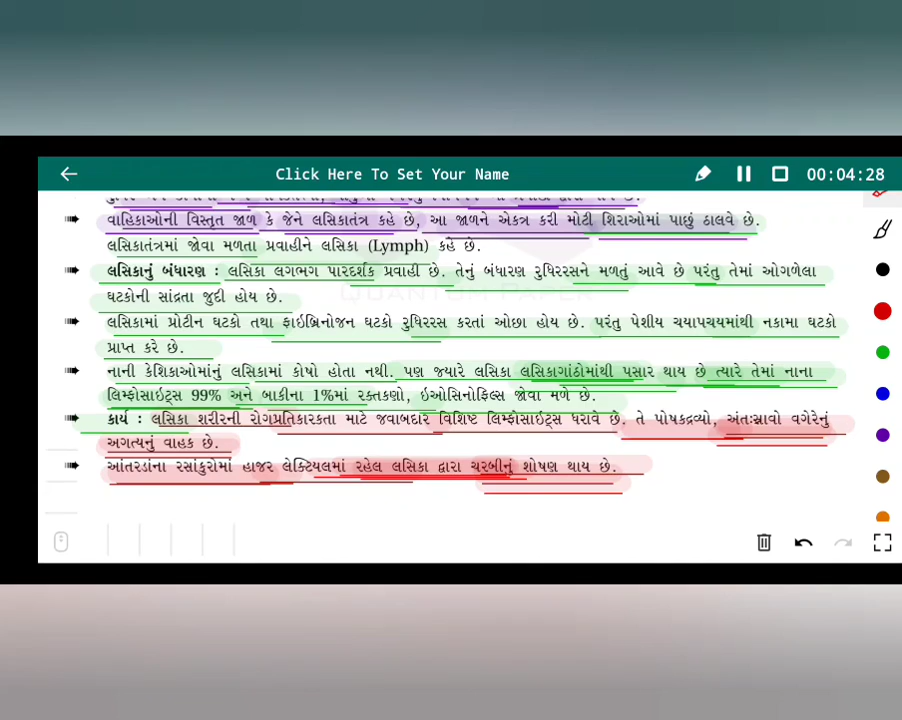 Click Here To Set Your Name
00:04:28
વાહિકાઓની વિસ્તૃત જાળ કે જેને લસિકાતંત્ર કહે છે, આ જાળને એકત્ર કરી મોટી શિરાઓમાં પાછું ઠાલવે છે.
લસિકાતંત્રમાં જોવા મળતા પ્રવાહીને લસિકા (Lymph) કહે છે.
લસિકાનું બંધારણ : લસિકા લગભગ પારદર્શક પ્રવાહી છે. તેનું બંધારણ રુધિરરસને મળતું આવે છે પરંતુ તેમાં ઓગળેલા
ઘટકોની સાંદ્રતા જુદી હોય છે.
QUANTUM PAPER
લસિકામાં પ્રોટીન ઘટકો તથા ફાઇબ્રિનોજન ઘટકો રુધિરરસ કરતાં ઓછા હોય છે. પરંતુ પેશીય ચયાપચયમાંથી નકામા ઘટકો
પ્રાપ્ત કરે છે.
નાની કેશિકાઓમાંનું લસિકામાં કોષો હોતા નથી. પણ જ્યારે લસિકા લસિકાગાંઠોમાંથી પસાર થાય છે ત્યારે તેમાં નાના
લિમ્ફોસાઇટ્સ 99% અને બાકીના 1%માં રક્તકણો, ઇઓસિનોફિલ્સ જોવા મળે છે.
કાર્ય : લસિકા શરીરની રોગપ્રતિકારકતા માટે જવાબદાર વિશિષ્ટ લિમ્ફોસાઈટ્સ ધરાવે છે. તે પોષકદ્રવ્યો, અંતઃસ્રાવો વગેરેનું
અગત્યનું વાહક છે.
આંતરડાંના રસાંકુરોમાં હાજર લેક્ટિયલમાં રહેલ લસિકા દ્વારા ચરબીનું શોષણ થાય છે.